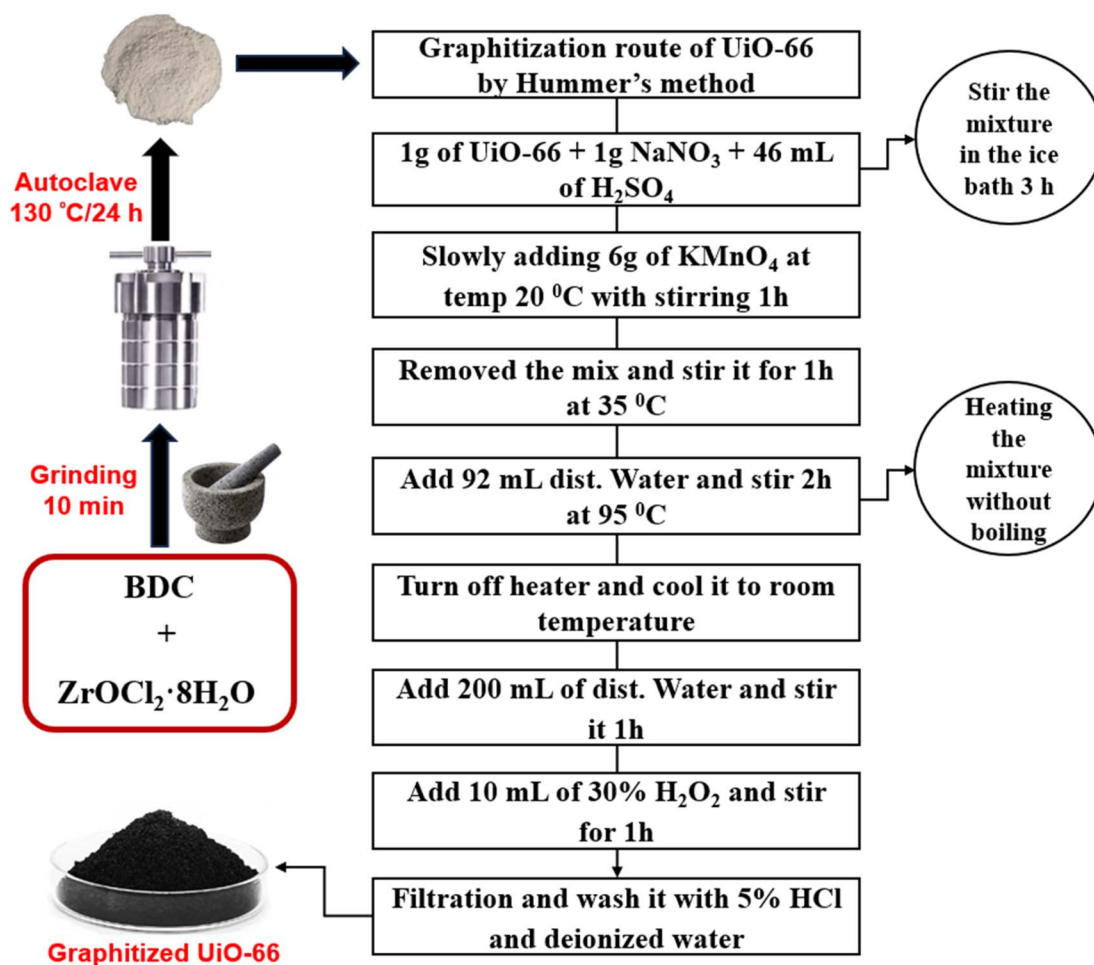 Graphitization route of UiO-66
by Hummer’s method
1g of UiO-66 + 1g NaNO₃ + 46 mL
of H₂SO₄
Stir the
mixture
in the ice
bath 3 h
Slowly adding 6g of KMnO₄ at
temp 20 ⁰C with stirring 1h
Removed the mix and stir it for 1h
at 35 ⁰C
Add 92 mL dist. Water and stir 2h
at 95 ⁰C
Heating
the
mixture
without
boiling
Turn off heater and cool it to room
temperature
Add 200 mL of dist. Water and stir
it 1h
Add 10 mL of 30% H₂O₂ and stir
for 1h
Filtration and wash it with 5% HCl
and deionized water
Autoclave
130 °C/24 h
Grinding
10 min
BDC
+
ZrOCl₂·8H₂O
Graphitized UiO-66